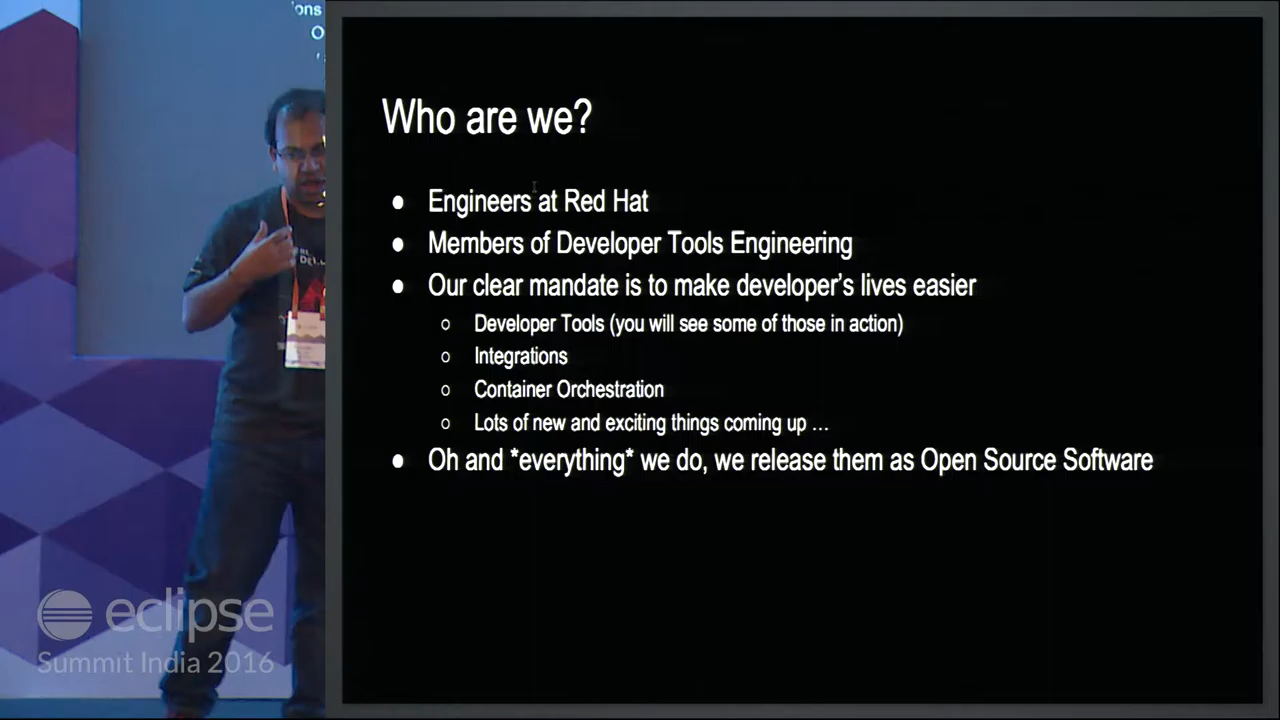 Who are we?
● Engineers at Red Hat
● Members of Developer Tools Engineering
● Our clear mandate is to make developer's lives easier
○ Developer Tools (you will see some of those in action)
○ Integrations
○ Container Orchestration
○ Lots of new and exciting things coming up ...
● Oh and *everything* we do, we release them as Open Source Software
eclipse
Summit India 2016